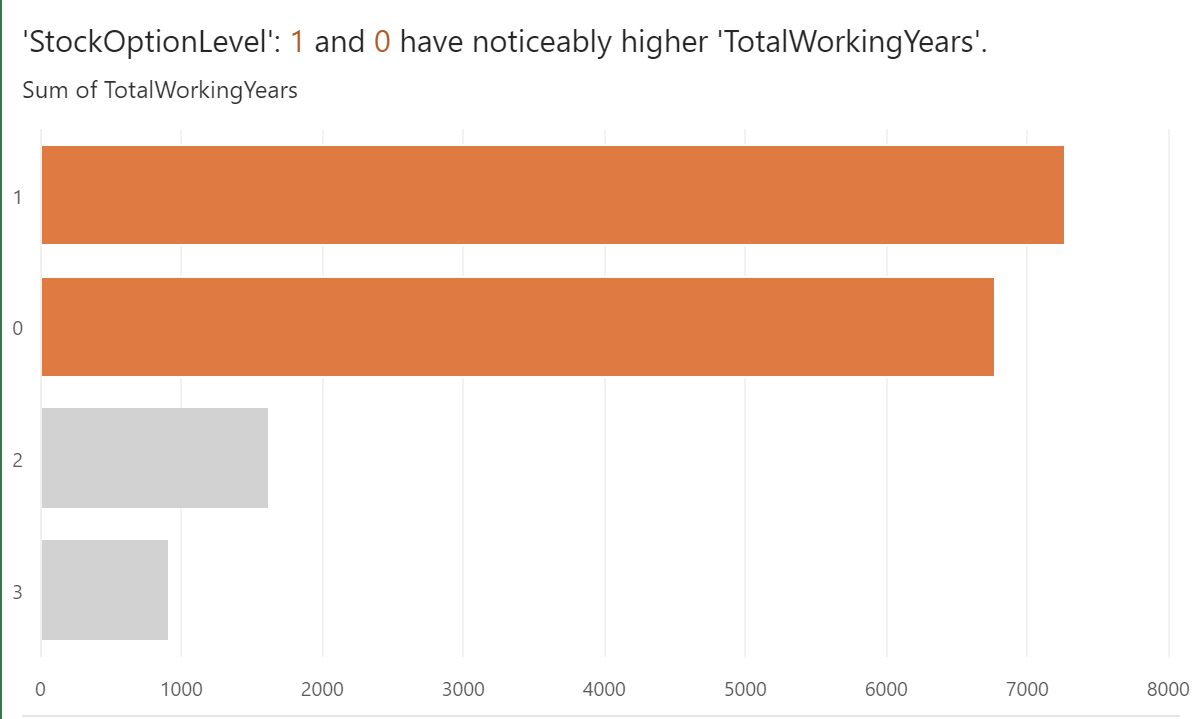 'StockOptionLevel': 1 and 0 have noticeably higher 'TotalWorkingYears'.
Sum of TotalWorkingYears
1
0
2
3
0 1000 2000 3000 4000 5000 6000 7000 8000